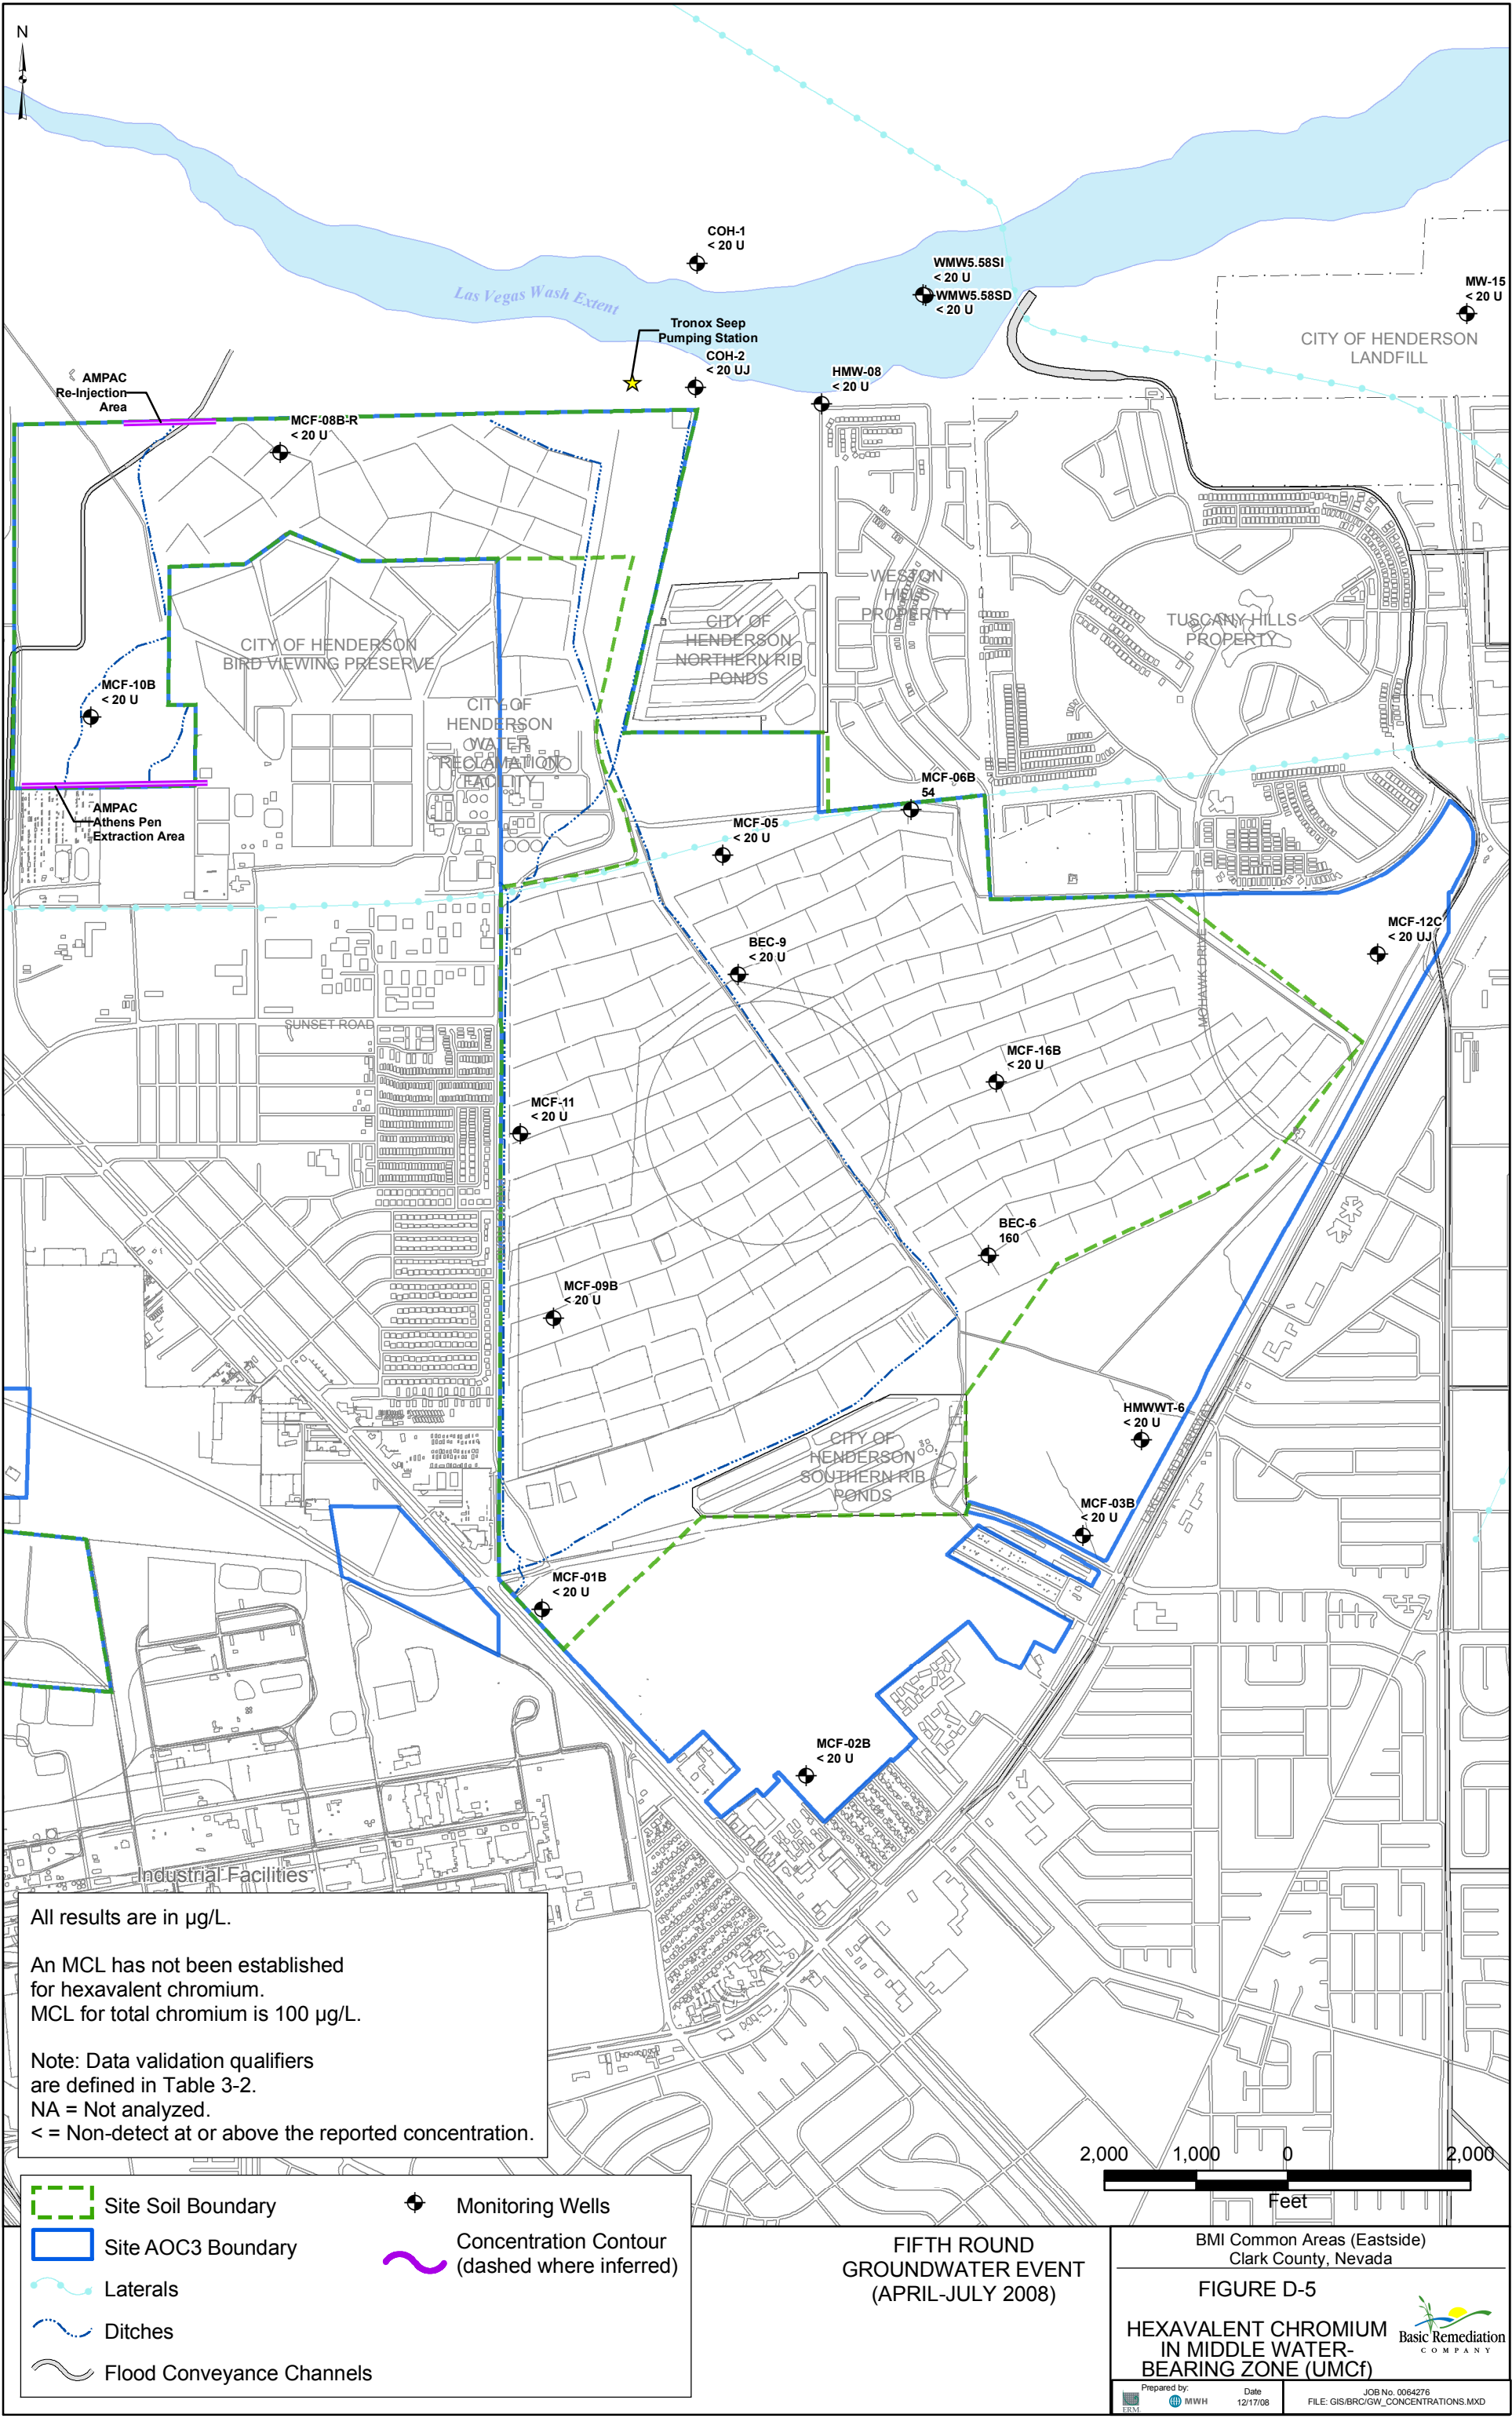 N
COH-1
< 20 U
WMW5.58SI
< 20 U
WMW5.58SD
< 20 U
MW-15
< 20 U
Las Vegas Wash Extent
Tronox Seep
Pumping Station
COH-2
< 20 UJ
CITY OF HENDERSON
LANDFILL
HMW-08
< 20 U
AMPAC
Re-Injection
Area
MCF-08B-R
< 20 U
WESTON
HILLS
PROPERTY
CITY OF
HENDERSON
NORTHERN RIB
PONDS
TUSCANY HILLS
PROPERTY
CITY OF HENDERSON
BIRD VIEWING PRESERVE
MCF-10B
< 20 U
CITY OF
HENDERSON
WATER
RECLAMATION
FACILITY
MCF-06B
54
AMPAC
Athens Pen
Extraction Area
MCF-05
< 20 U
MCF-12C
< 20 UJ
BEC-9
< 20 U
MOHAWK DRIVE
SUNSET ROAD
MCF-16B
< 20 U
MCF-11
< 20 U
BEC-6
160
MCF-09B
< 20 U
HMWWT-6
< 20 U
LAKE MEAD PARKWAY
CITY OF
HENDERSON
SOUTHERN RIB
PONDS
MCF-03B
< 20 U
MCF-01B
< 20 U
MCF-02B
< 20 U
Industrial Facilities
All results are in µg/L.
An MCL has not been established
for hexavalent chromium.
MCL for total chromium is 100 µg/L.
Note: Data validation qualifiers
are defined in Table 3-2.
NA = Not analyzed.
< = Non-detect at or above the reported concentration.
2,000 1,000 0 2,000
Feet
Site Soil Boundary
Site AOC3 Boundary
Laterals
Ditches
Flood Conveyance Channels
Monitoring Wells
Concentration Contour
(dashed where inferred)
FIFTH ROUND
GROUNDWATER EVENT
(APRIL-JULY 2008)
BMI Common Areas (Eastside)
Clark County, Nevada
FIGURE D-5
HEXAVALENT CHROMIUM
IN MIDDLE WATER-
BEARING ZONE (UMCf)
Basic Remediation
COMPANY
Prepared by:
ERM
MWH
Date
12/17/08
JOB No. 0064276
FILE: GIS/BRC/GW_CONCENTRATIONS.MXD